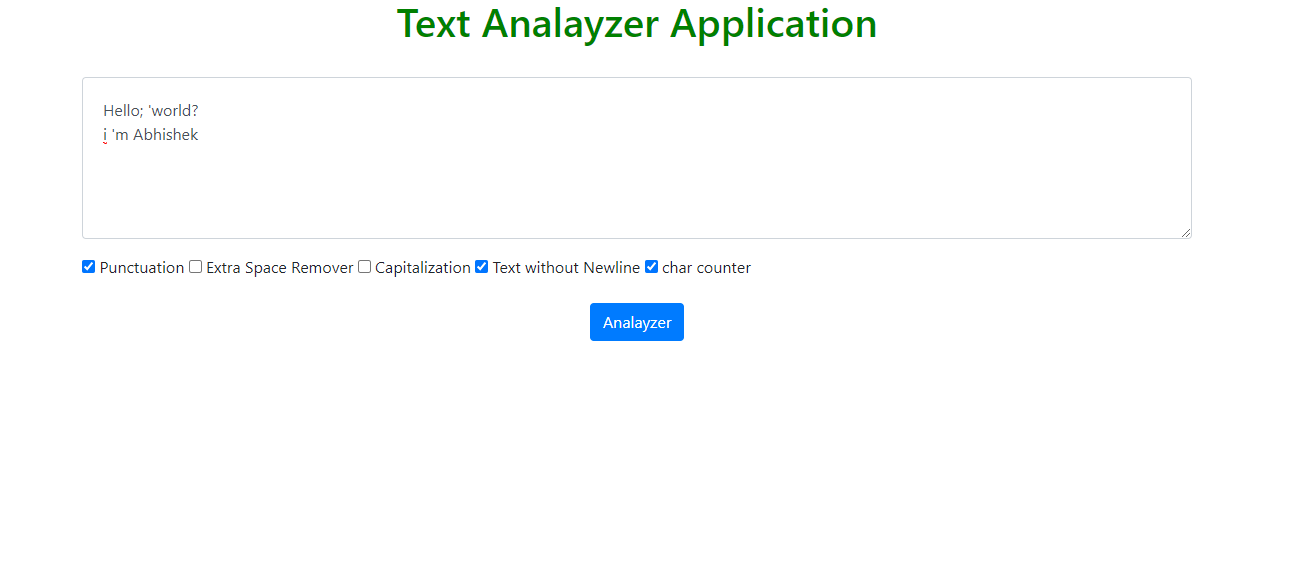 Text Analayzer Application
Hello; 'world?
i 'm Abhishek
Punctuation Extra Space Remover Capitalization Text without Newline char counter
Analayzer